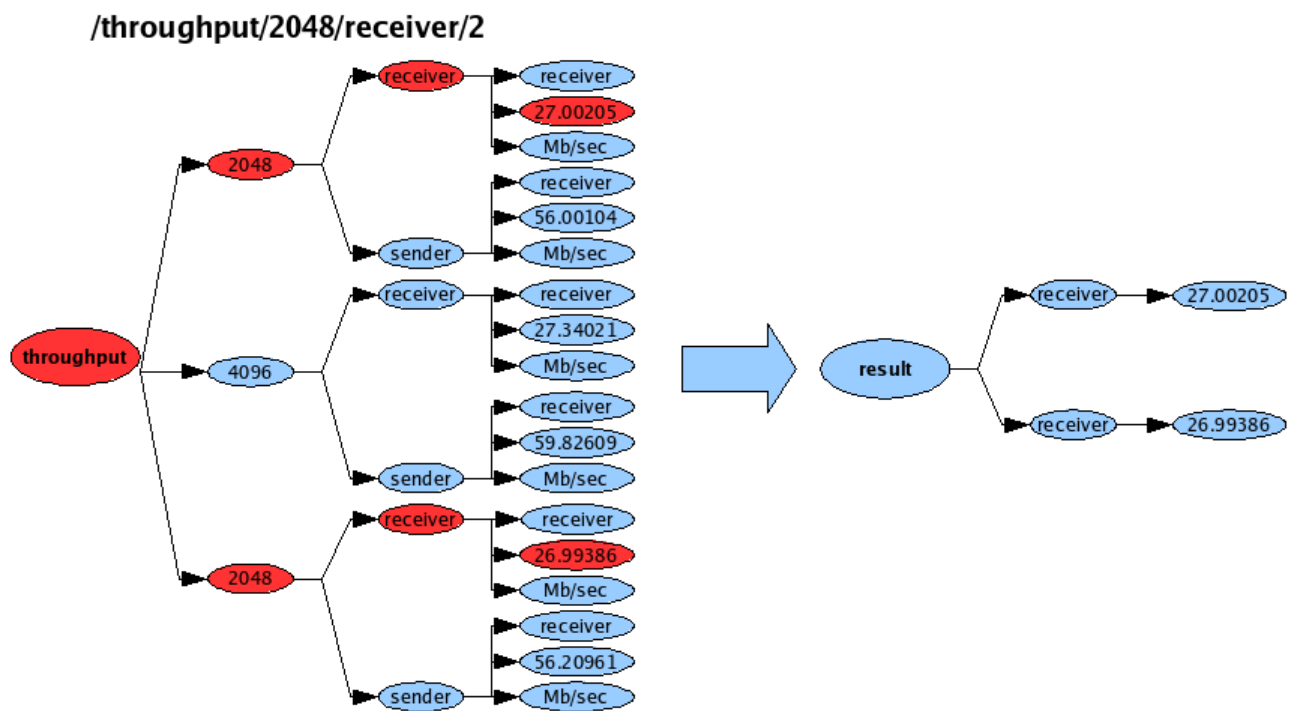 /throughput/2048/receiver/2
receiver
receiver
27.00205
2048
Mb/sec
receiver
56.00104
sender
Mb/sec
receiver
receiver
27.34021
throughput
4096
Mb/sec
receiver
59.82609
sender
Mb/sec
receiver
receiver
26.99386
2048
Mb/sec
receiver
56.20961
sender
Mb/sec
result
receiver
27.00205
receiver
26.99386